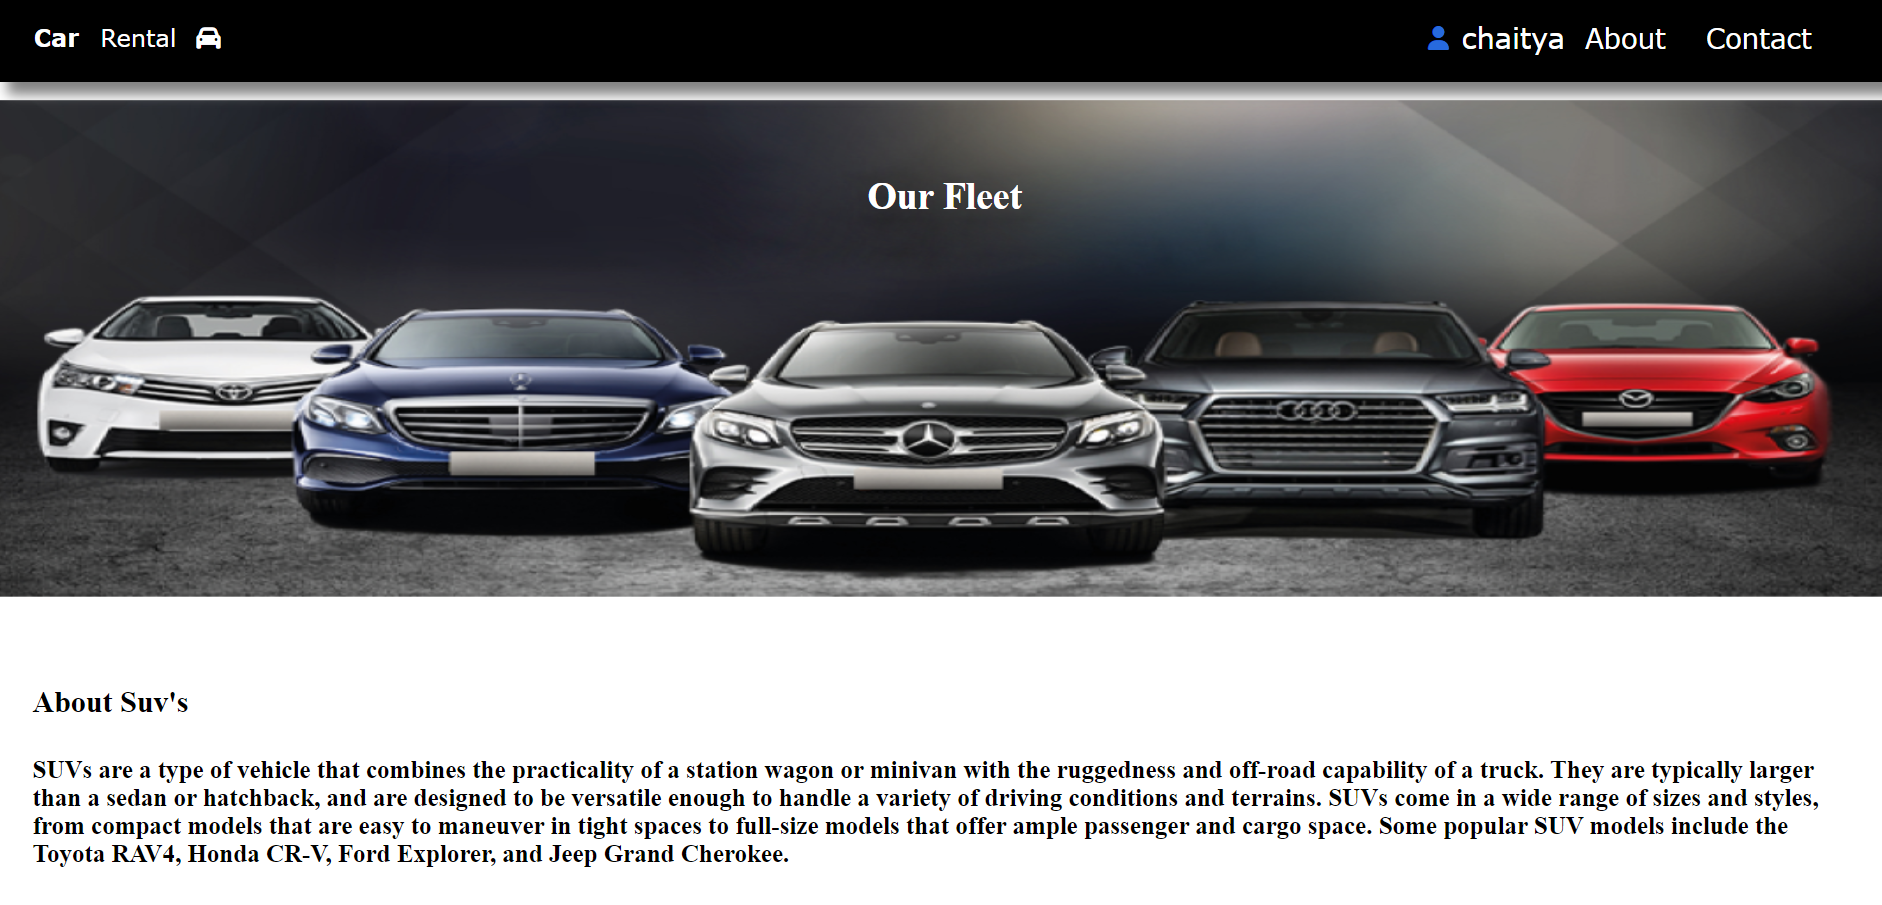 Car Rental
chaitya About Contact
Our Fleet
About Suv's
SUVs are a type of vehicle that combines the practicality of a station wagon or minivan with the ruggedness and off-road capability of a truck. They are typically larger
than a sedan or hatchback, and are designed to be versatile enough to handle a variety of driving conditions and terrains. SUVs come in a wide range of sizes and styles,
from compact models that are easy to maneuver in tight spaces to full-size models that offer ample passenger and cargo space. Some popular SUV models include the
Toyota RAV4, Honda CR-V, Ford Explorer, and Jeep Grand Cherokee.